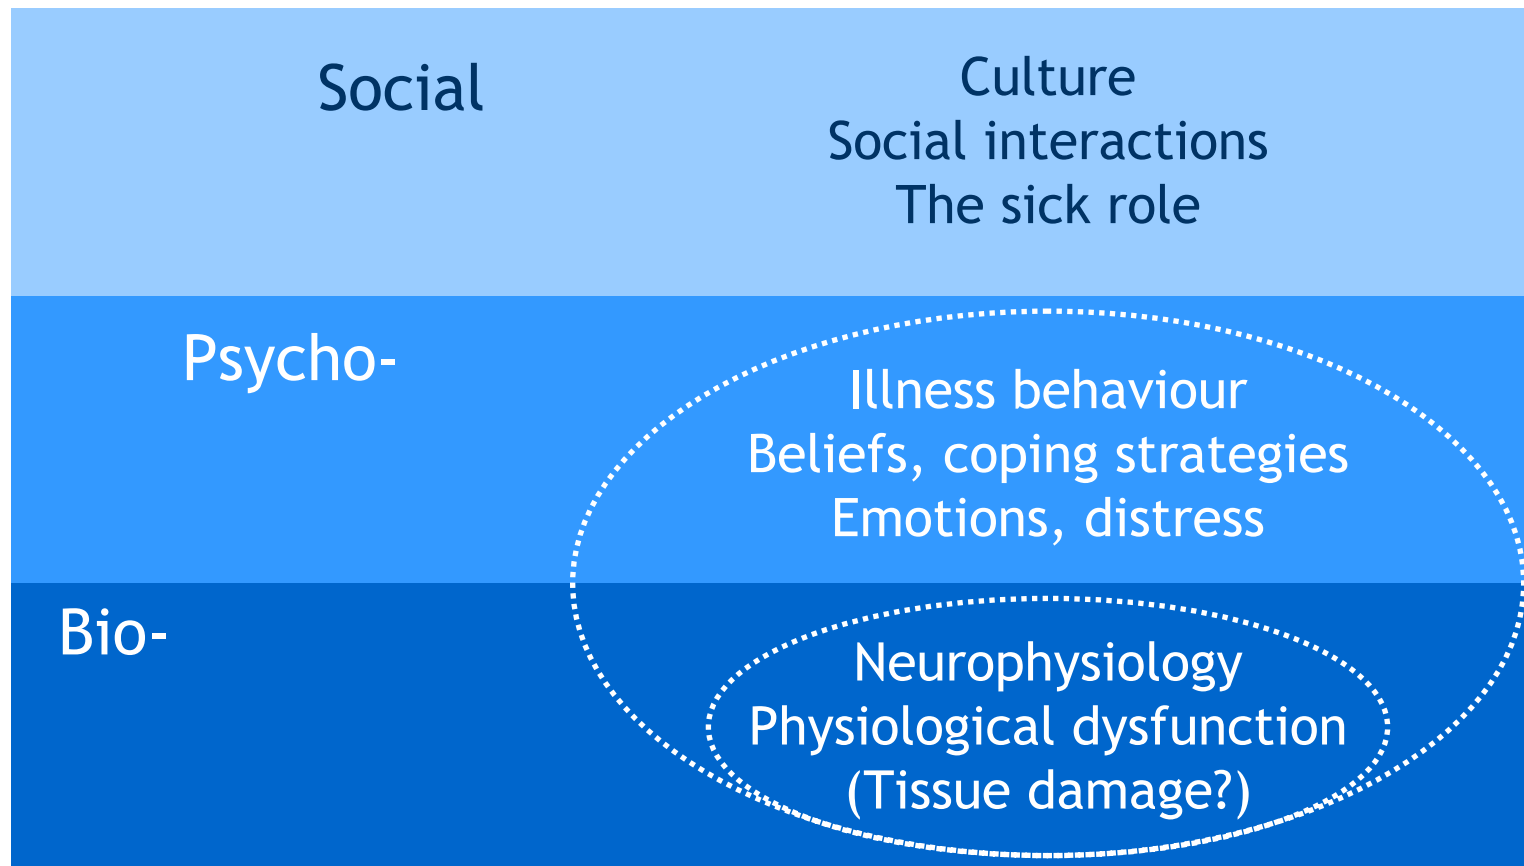 Social
Culture
Social interactions
The sick role
Psycho-
Illness behaviour
Beliefs, coping strategies
Emotions, distress
Bio-
Neurophysiology
Physiological dysfunction
(Tissue damage?)